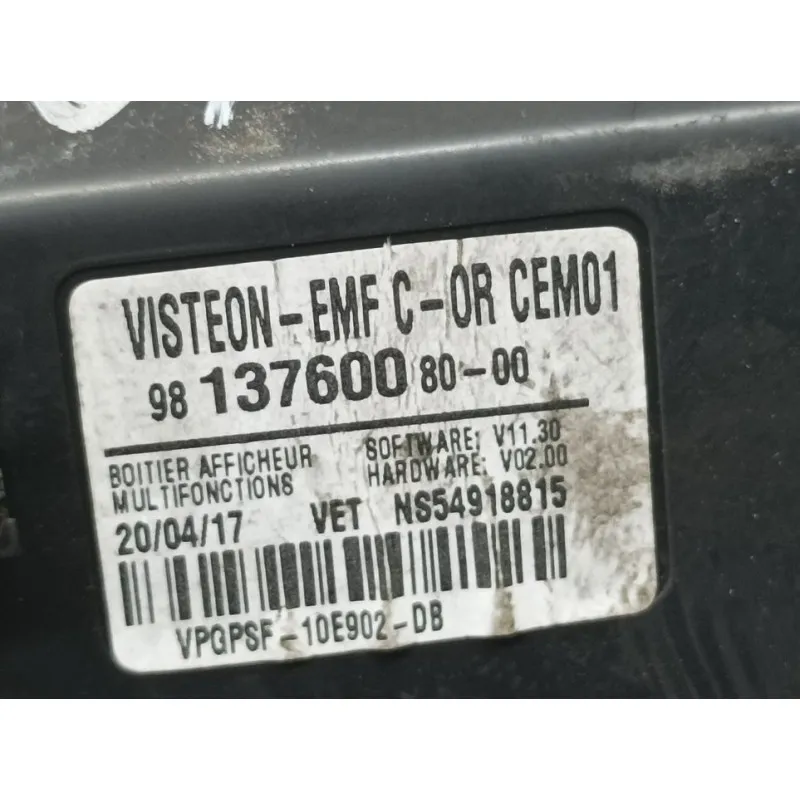 VISTEON-EMF C-OR CEM01
98 137600 80-00
BOITIER AFFICHEUR SOFTWARE: V11.30
MULTIFONCTIONS HARDWARE: V02.00
20/04/17 VET NS54918815
VPGPSF-10E902-DB